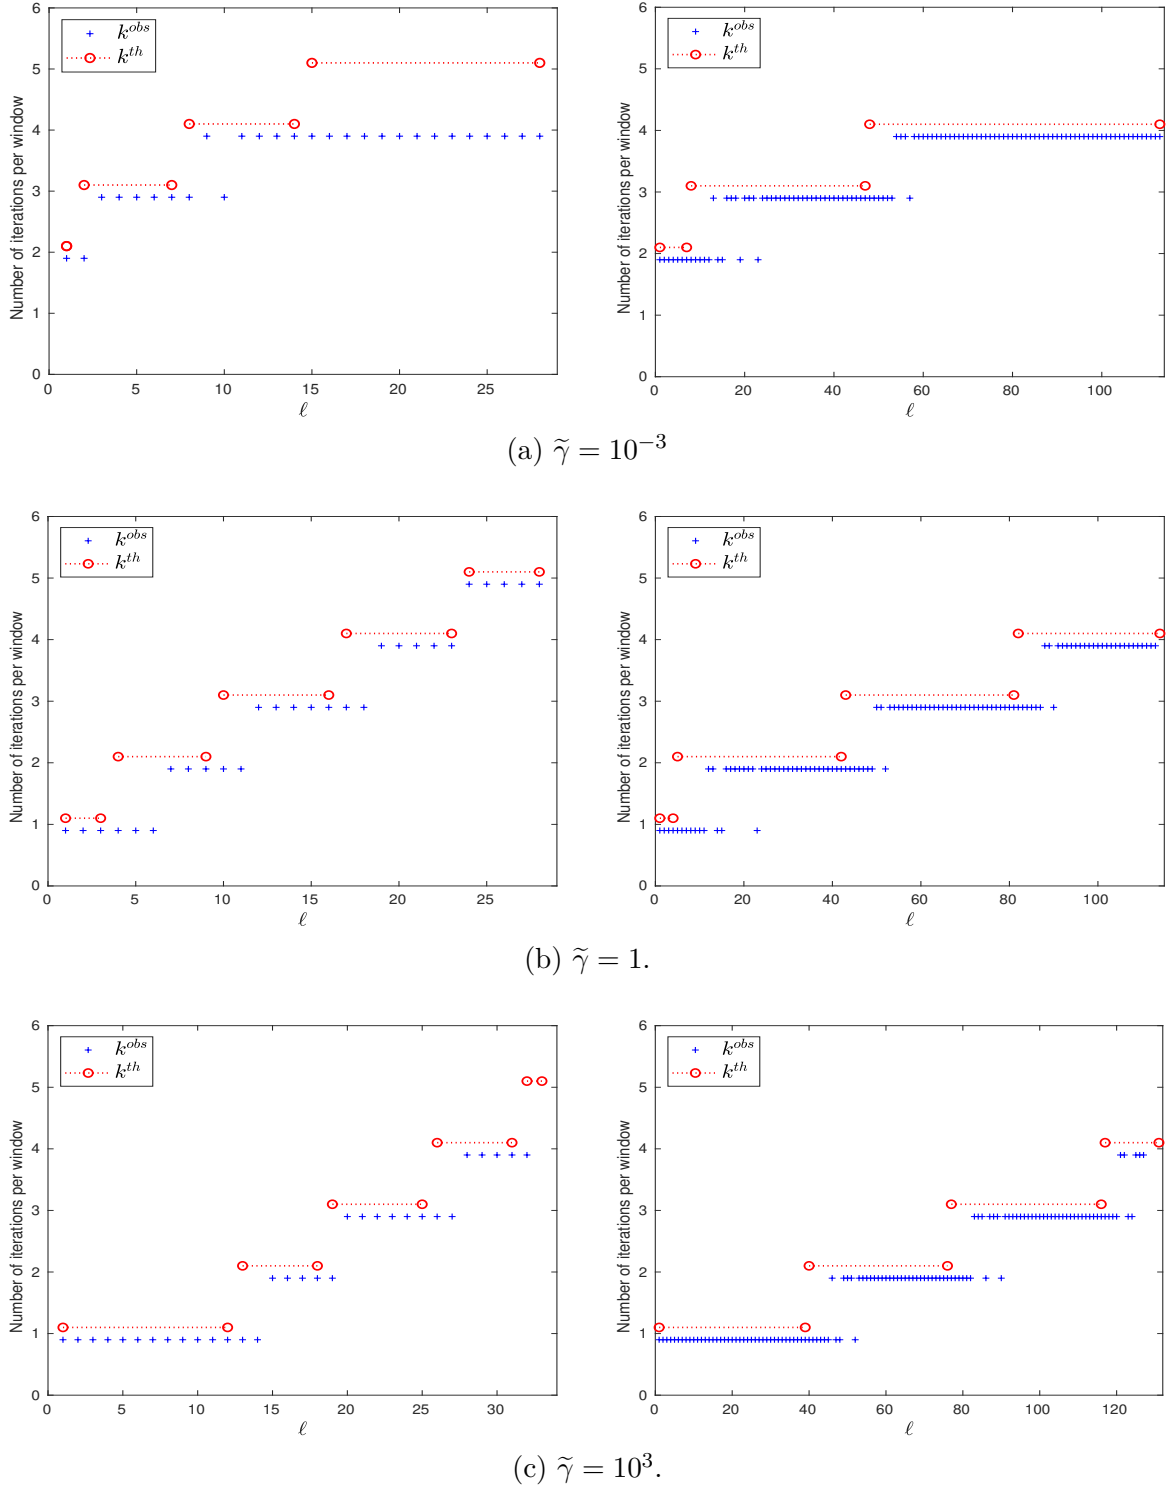 6
5
4
3
2
1
0
Number of iterations per window
k^{obs}
k^{th}
0 5 10 15 20 25
ℓ
6
5
4
3
2
1
0
Number of iterations per window
k^{obs}
k^{th}
0 20 40 60 80 100
ℓ
(a) γ̃ = 10^{−3}
6
5
4
3
2
1
0
Number of iterations per window
k^{obs}
k^{th}
0 5 10 15 20 25
ℓ
6
5
4
3
2
1
0
Number of iterations per window
k^{obs}
k^{th}
0 20 40 60 80 100
ℓ
(b) γ̃ = 1.
6
5
4
3
2
1
0
Number of iterations per window
k^{obs}
k^{th}
0 5 10 15 20 25 30
ℓ
6
5
4
3
2
1
0
Number of iterations per window
k^{obs}
k^{th}
0 20 40 60 80 100 120
ℓ
(c) γ̃ = 10^{3}.